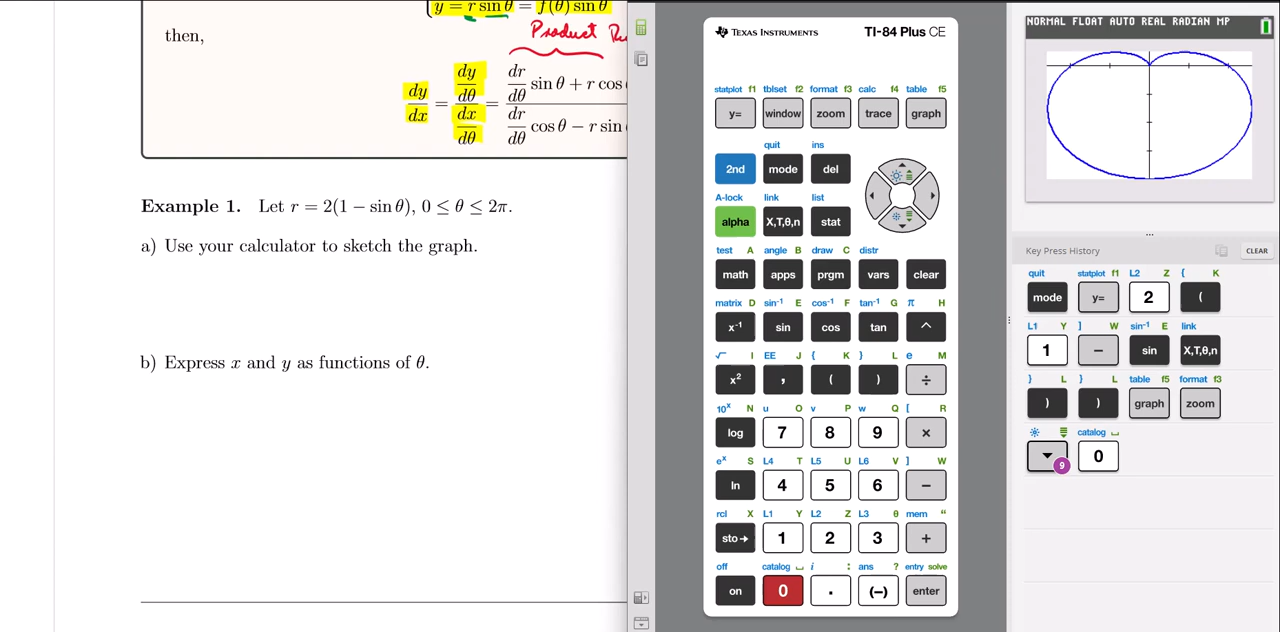 y = r sin θ = f(θ) sin θ
then,
Product
dy/dx = dy/dθ / dx/dθ = dr/dθ sin θ + r cos / dr/dθ cos θ − r sin
Example 1. Let r = 2(1 − sin θ), 0 ≤ θ ≤ 2π.
a) Use your calculator to sketch the graph.
b) Express x and y as functions of θ.
TEXAS INSTRUMENTS TI-84 Plus CE
statplot f1 tblset f2 format f3 calc f4 table f5
y= window zoom trace graph
quit ins
2nd mode del
A-lock link list
alpha X,T,θ,n stat
test A angle B draw C distr
math apps prgm vars clear
matrix D sin⁻¹ E cos⁻¹ F tan⁻¹ G π H
x⁻¹ sin cos tan ^
√ I EE J { K } L e M
x² , ( ) ÷
10ˣ N u O v P w Q [ R
log 7 8 9 ×
eˣ S L4 T L5 U L6 V ] W
ln 4 5 6 −
rcl X L1 Y L2 Z L3 θ mem “
sto→ 1 2 3 +
off catalog i : ans ? entry solve
on 0 . (−) enter
NORMAL FLOAT AUTO REAL RADIAN MP
Key Press History CLEAR
quit statplot f1 L2 Z { K
mode y= 2 (
L1 Y ] W sin⁻¹ E link
1 − sin X,T,θ,n
} L } L table f5 format f3
) ) graph zoom
catalog
9 0